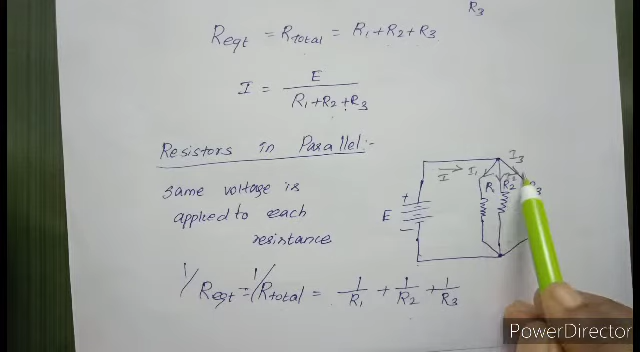 R3
Reqt = RTotal = R1+R2+R3
I = E / R1+R2+R3
Resistors in Parallel:-
same voltage is
applied to each
resistance
1/Reqt = 1/Rtotal = 1/R1 + 1/R2 + 1/R3
I3
I I1
R1 R2 R3
+
E
-
PowerDirector